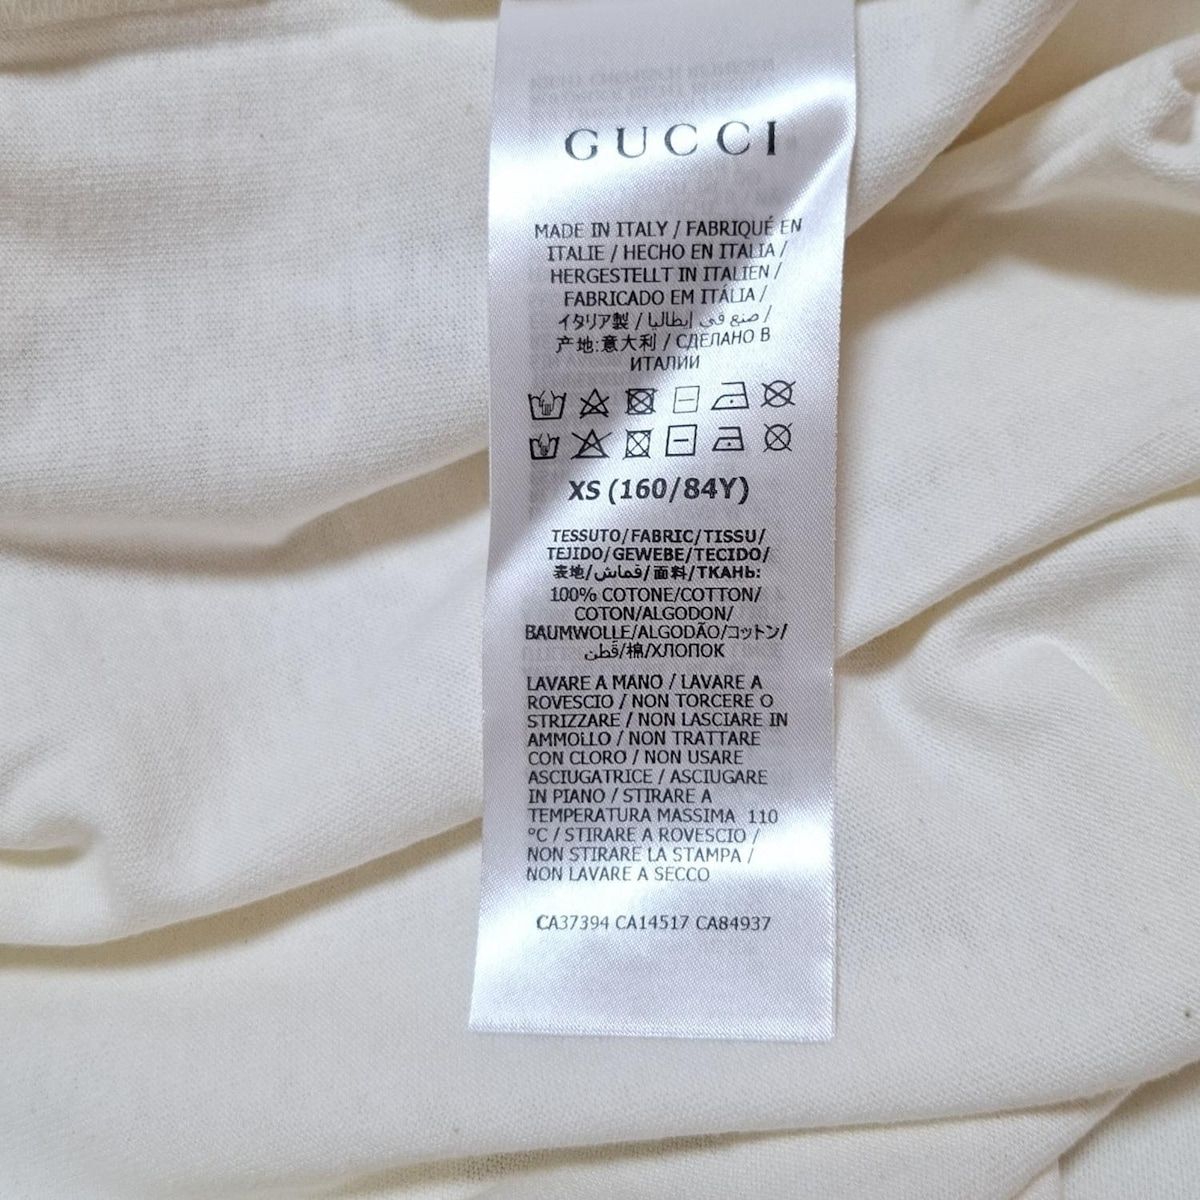 GUCCI
MADE IN ITALY / FABRIQUÉ EN
ITALIE / HECHO EN ITALIA /
HERGESTELLT IN ITALIEN /
FABRICADO EM ITÁLIA /
イタリア製 / صنع في إيطاليا /
产地:意大利 / СДЕЛАНО В
ИТАЛИИ
XS (160/84Y)
TESSUTO/FABRIC/TISSU/
TEJIDO/GEWEBE/TECIDO/
表地/قماش/面料/ТКАНЬ:
100% COTONE/COTTON/
COTON/ALGODON/
BAUMWOLLE/ALGODÃO/コットン/
قطن/棉/ХЛОПОК
LAVARE A MANO / LAVARE A
ROVESCIO / NON TORCERE O
STRIZZARE / NON LASCIARE IN
AMMOLLO / NON TRATTARE
CON CLORO / NON USARE
ASCIUGATRICE / ASCIUGARE
IN PIANO / STIRARE A
TEMPERATURA MASSIMA 110
°C / STIRARE A ROVESCIO /
NON STIRARE LA STAMPA /
NON LAVARE A SECCO
CA37394 CA14517 CA84937